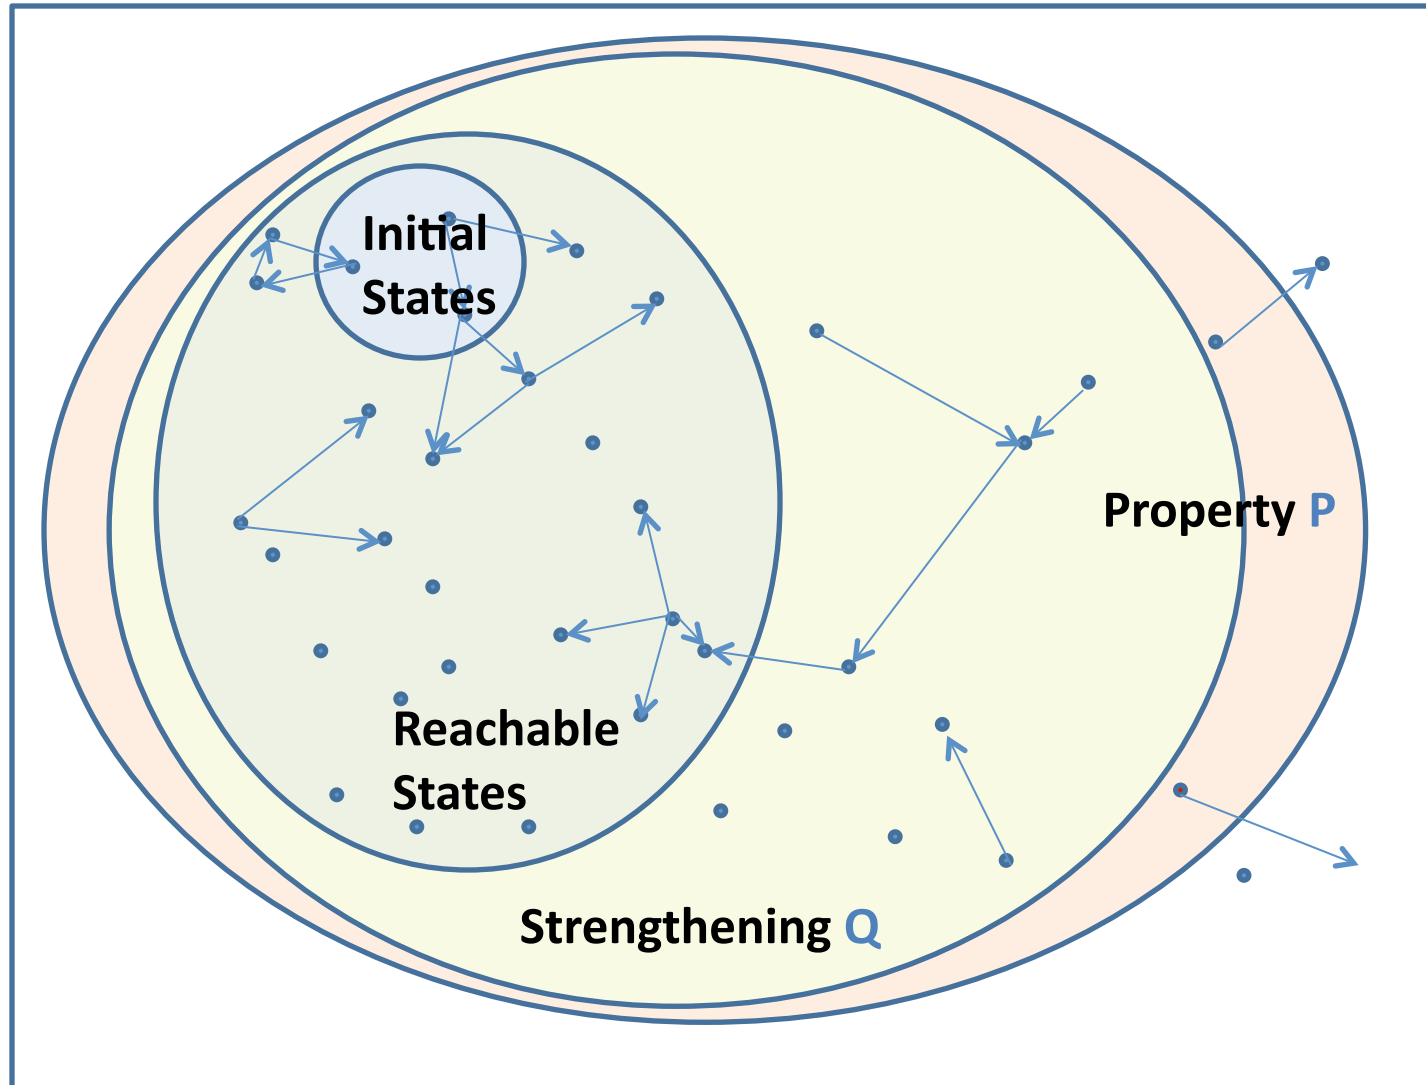 Initial
States
Property P
Reachable
States
Strengthening Q